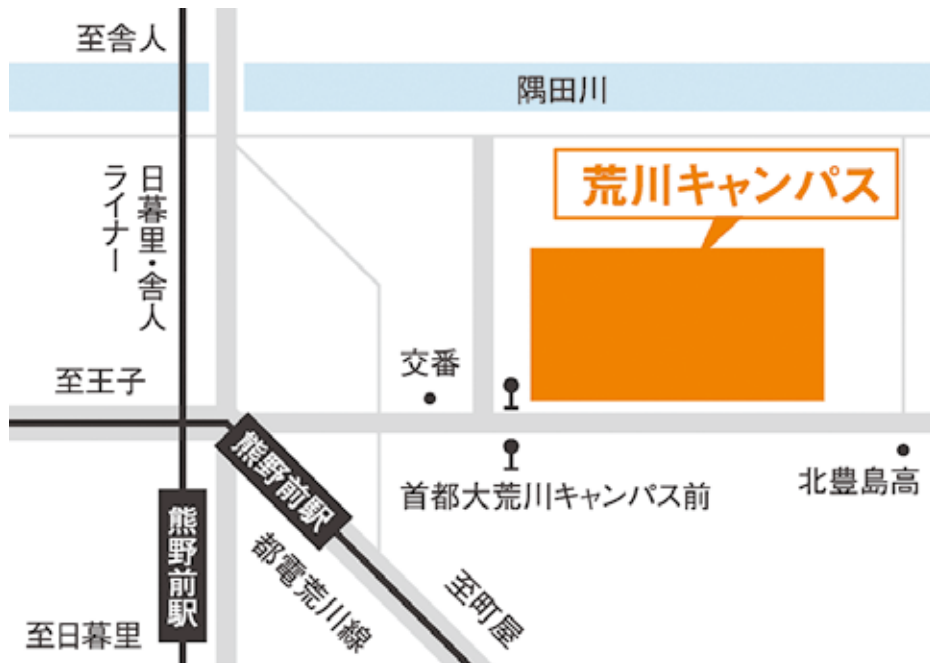 至舎人
隅田川
荒川キャンパス
日暮里・舎人
ライナー
交番
至王子
熊野前駅
首都大荒川キャンパス前
北豊島高
熊野前駅
都電荒川線
至町屋
至日暮里